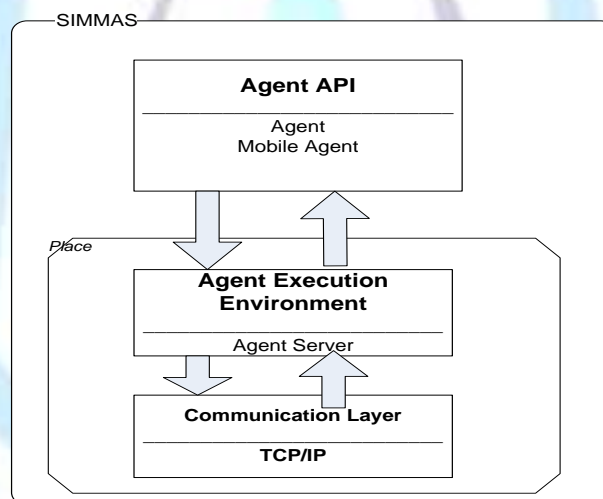 SIMMAS
Agent API
Agent
Mobile Agent
Place
Agent Execution
Environment
Agent Server
Communication Layer
TCP/IP